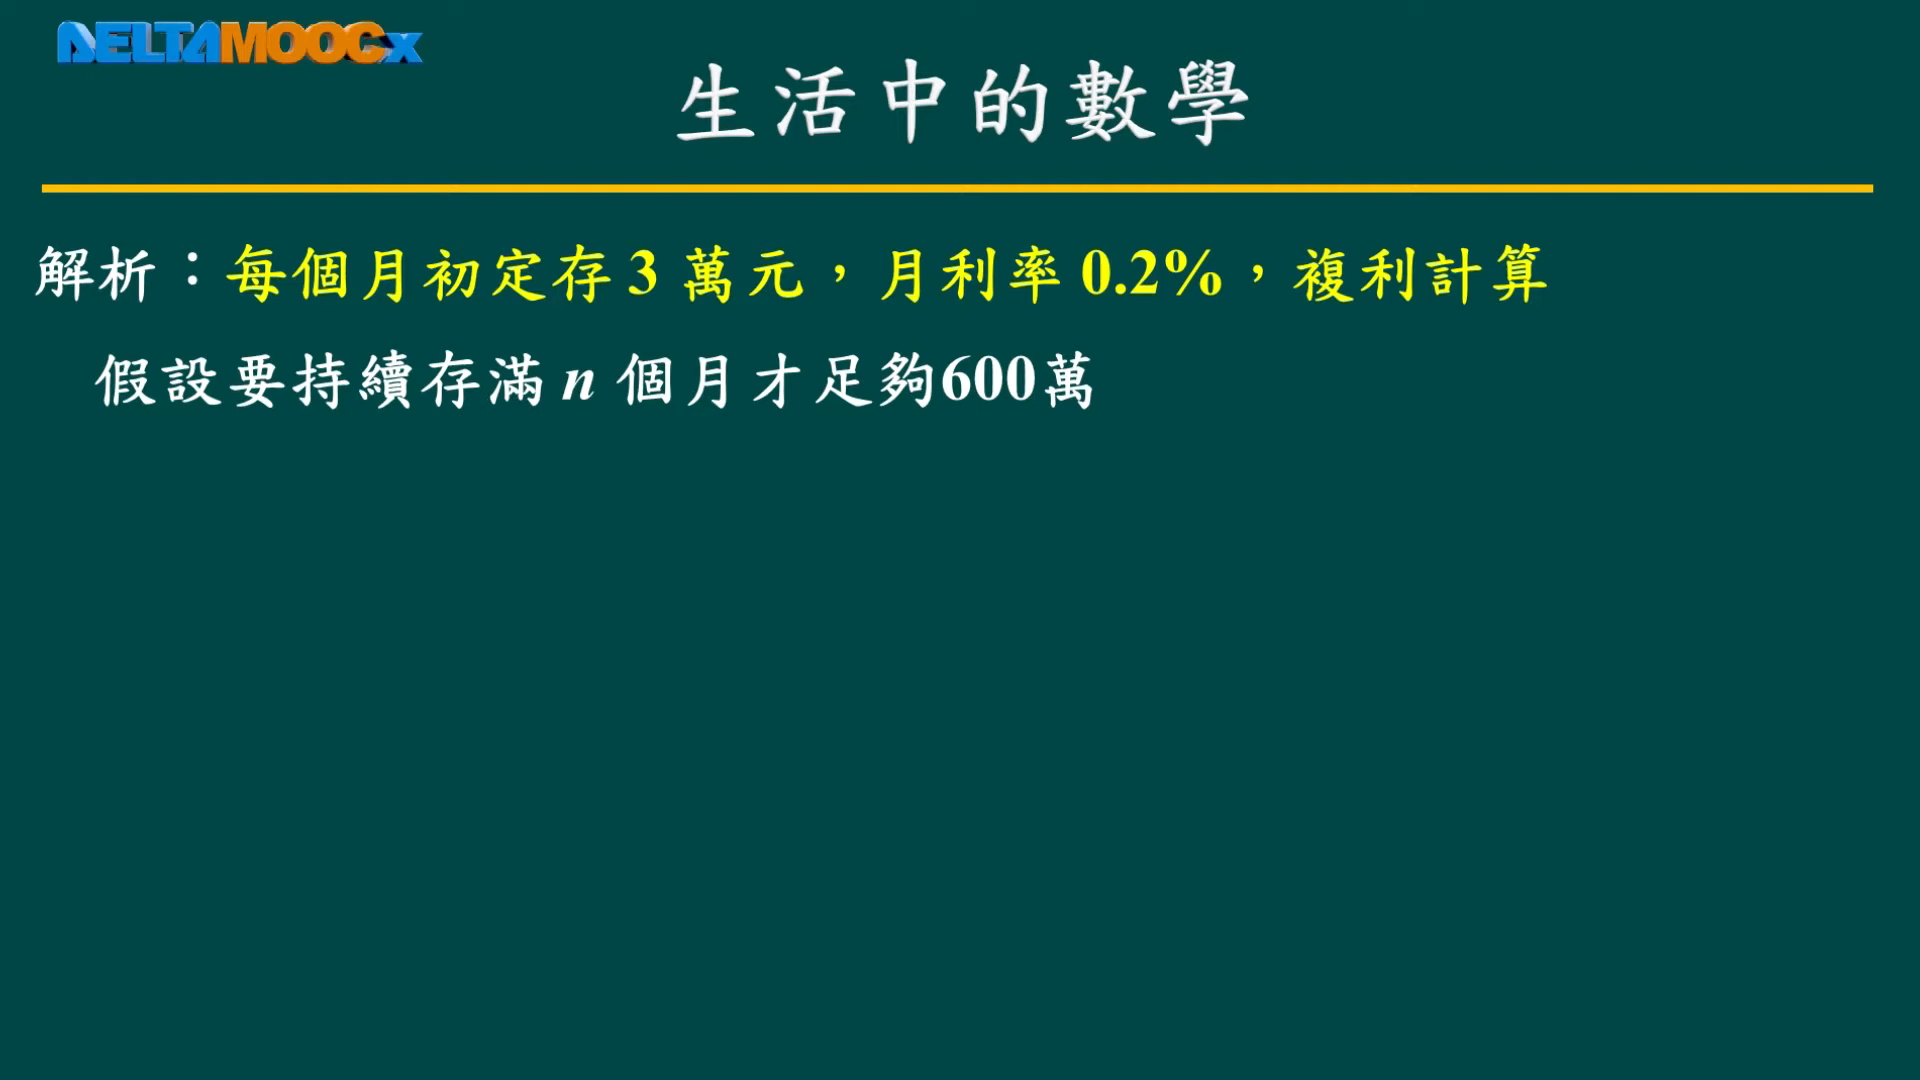 DELTAMOOCx
生活中的數學
解析：每個月初定存 3 萬元，月利率 0.2%，複利計算
假設要持續存滿 n 個月才足夠600萬